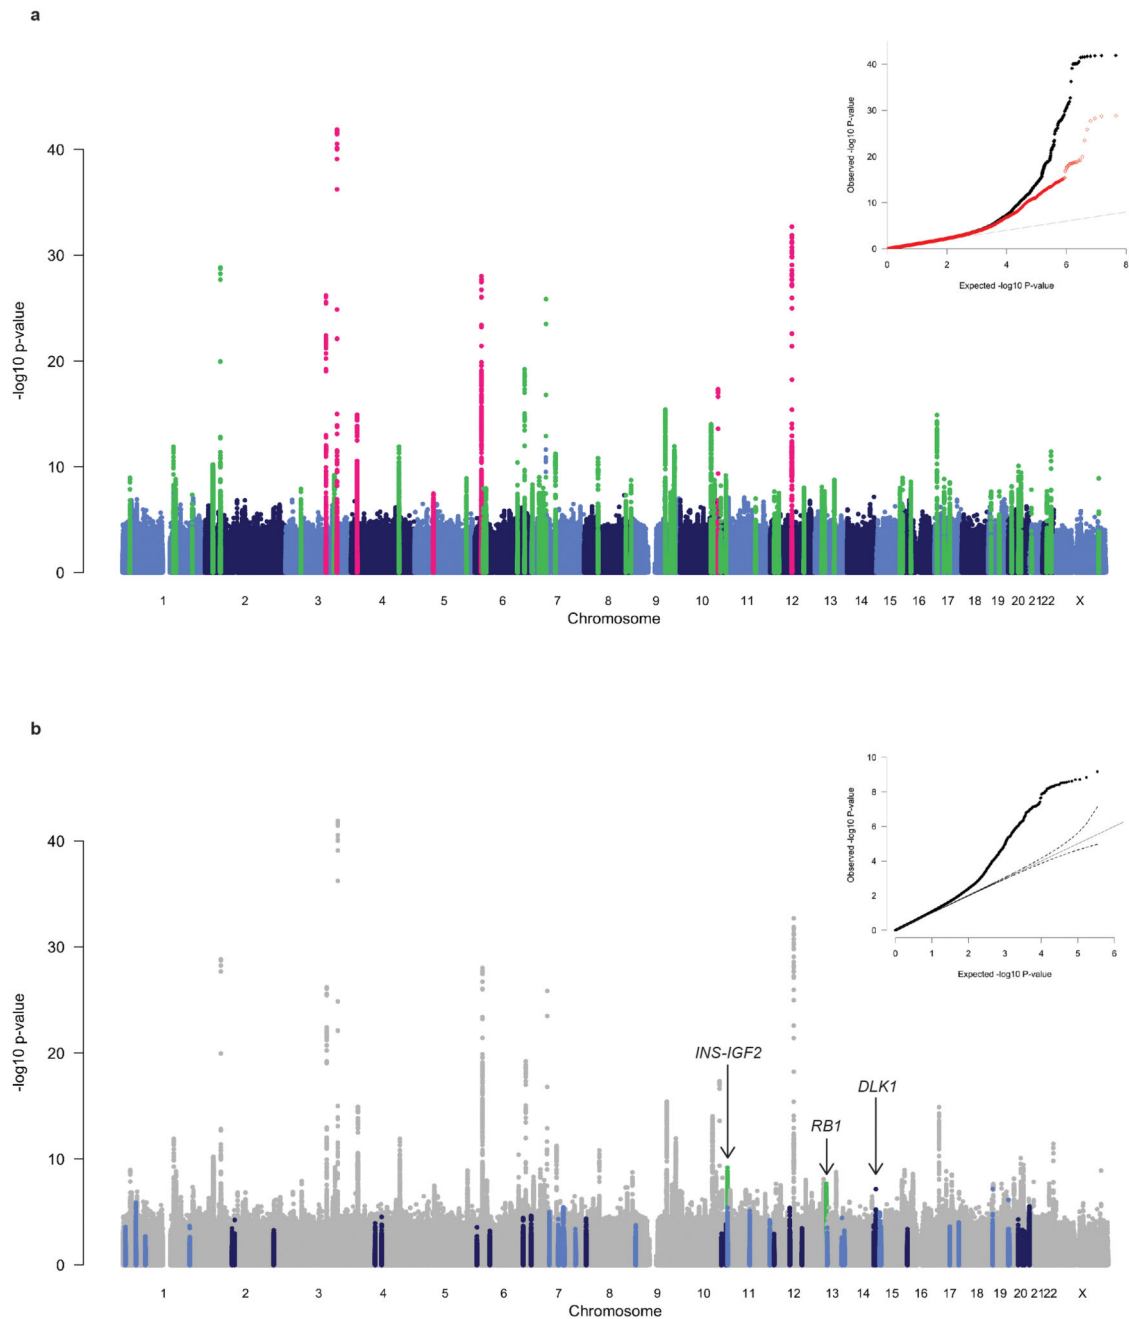 a
40
30
20
10
0
-log10 p-value
1 2 3 4 5 6 7 8 9 10 11 12 13 14 15 16 17 18 19 20 21 22 X
Chromosome
40
30
20
10
0
Observed -log10 P-value
0 2 4 6 8
Expected -log10 P-value
b
40
30
20
10
0
-log10 p-value
INS-IGF2
RB1
DLK1
1 2 3 4 5 6 7 8 9 10 11 12 13 14 15 16 17 18 19 20 21 22 X
Chromosome
10
8
6
4
2
0
Observed -log10 P-value
0 1 2 3 4 5 6
Expected -log10 P-value